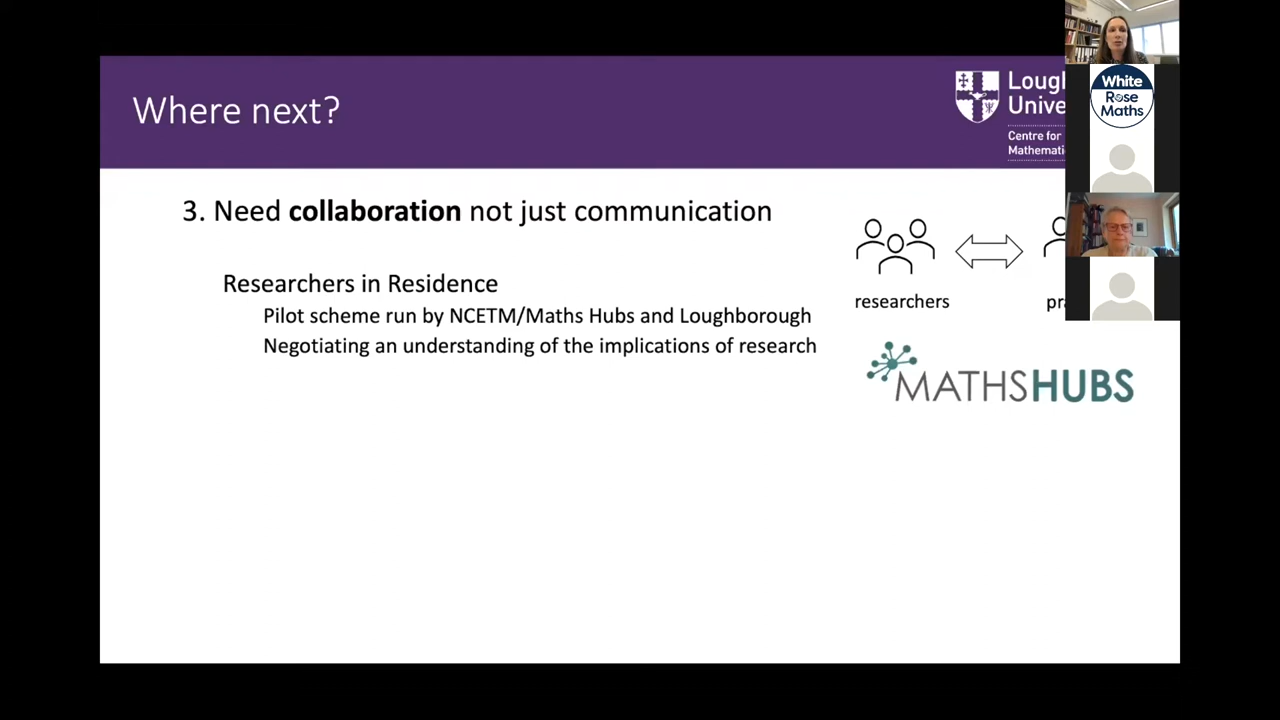 Where next?
Lough
Unive
Centre for
Mathemati
White
Rose
Maths
3. Need collaboration not just communication
Researchers in Residence
Pilot scheme run by NCETM/Maths Hubs and Loughborough
Negotiating an understanding of the implications of research
researchers
pra
MATHSHUBS